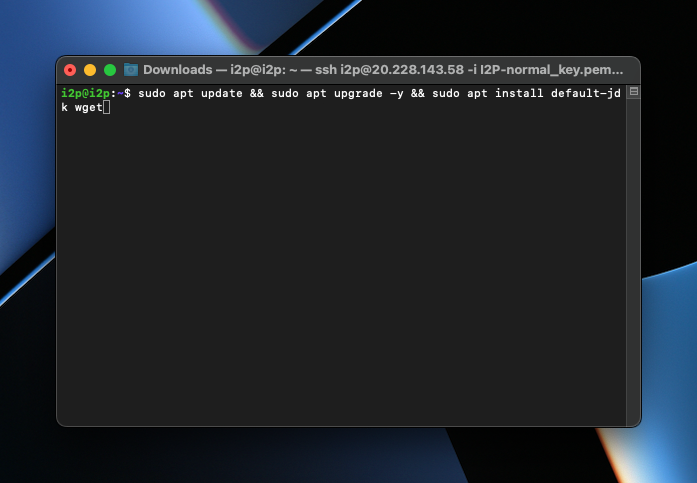 Downloads — i2p@i2p: ~ — ssh i2p@20.228.143.58 -i I2P-normal_key.pem...
i2p@i2p:~$ sudo apt update && sudo apt upgrade -y && sudo apt install default-jd
k wget